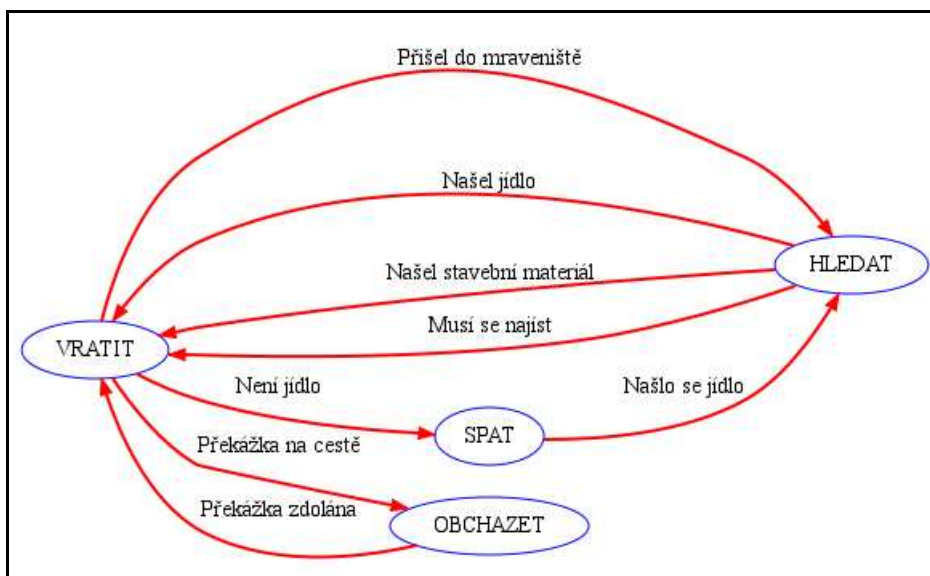 Přišel do mraveniště
Našel jídlo
HLEDAT
Našel stavební materiál
Musí se najíst
VRATIT
Není jídlo
Našlo se jídlo
SPAT
Překážka na cestě
Překážka zdolána
OBCHAZET